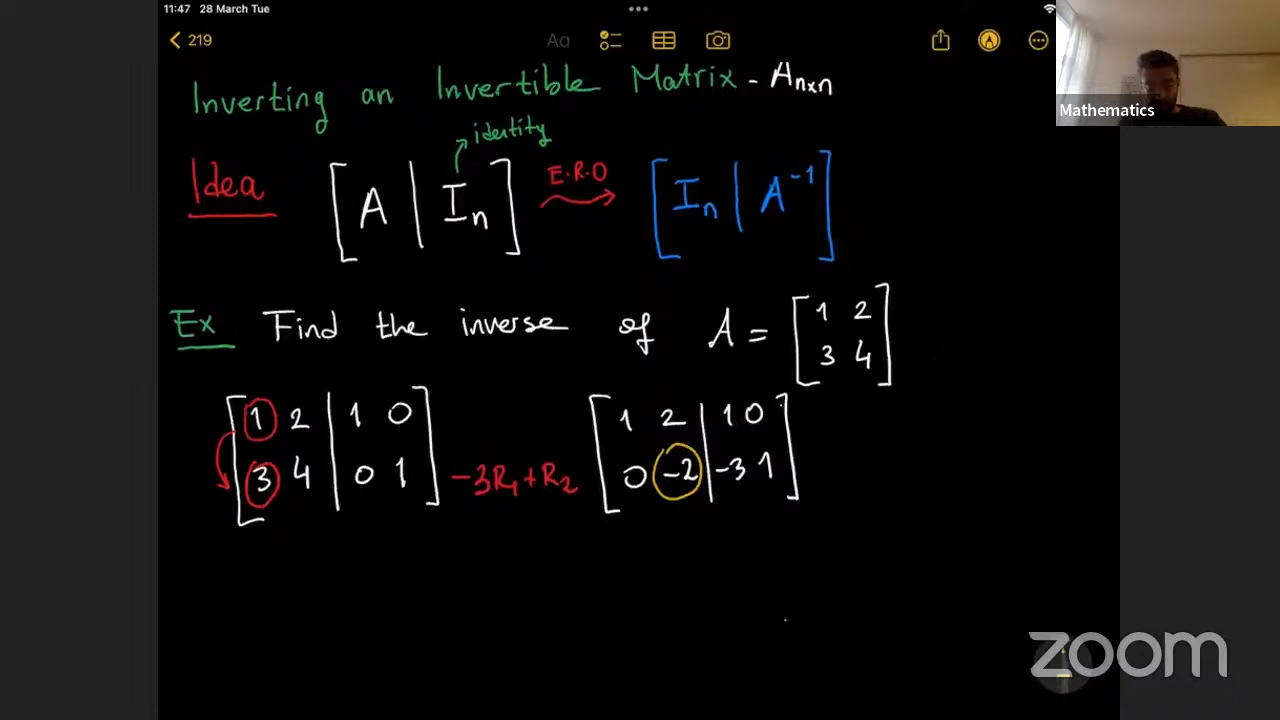 11:47 28 March Tue
219
Aa
Mathematics
Inverting an Invertible Matrix - Anxn
identity
Idea [ A | In ] E.R.O [ In | A⁻¹ ]
Ex Find the inverse of A = [ 1 2
3 4 ]
[ 1 2 | 1 0 [ 1 2 | 1 0
3 4 | 0 1 ] -3R₁+R₂ 0 -2 | -3 1 ]
zoom